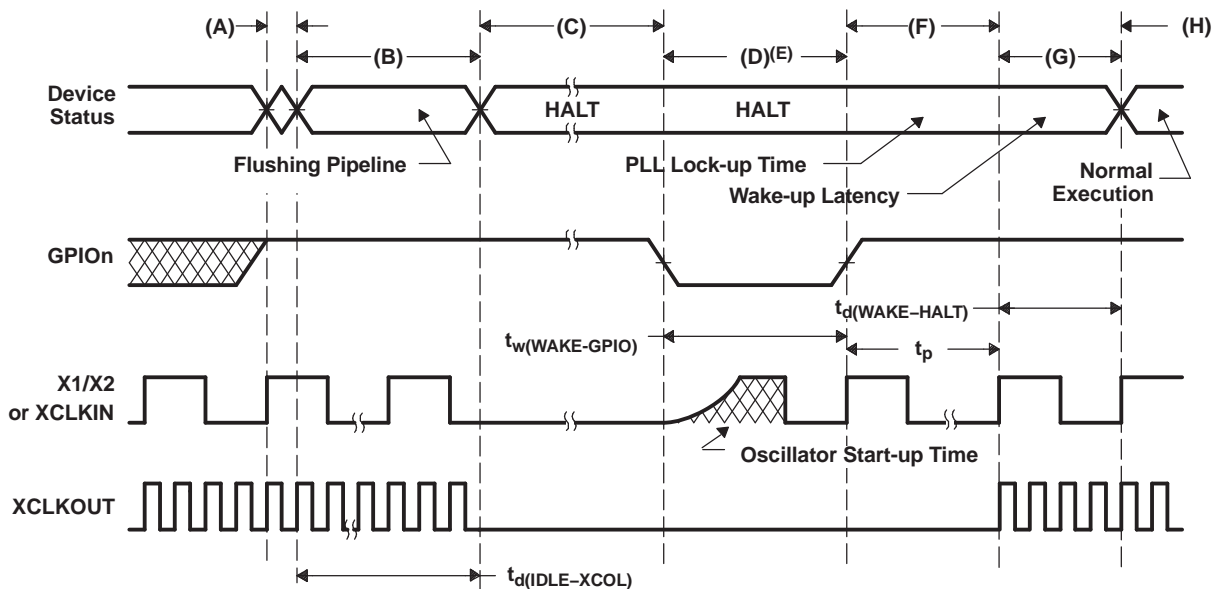 (A)
(B)
(C)
(D)(E)
(F)
(G)
(H)
Device
Status
HALT
HALT
Flushing Pipeline
PLL Lock-up Time
Wake-up Latency
Normal
Execution
GPIOn
td(WAKE−HALT)
tw(WAKE-GPIO)
tp
X1/X2
or XCLKIN
Oscillator Start-up Time
XCLKOUT
td(IDLE−XCOL)